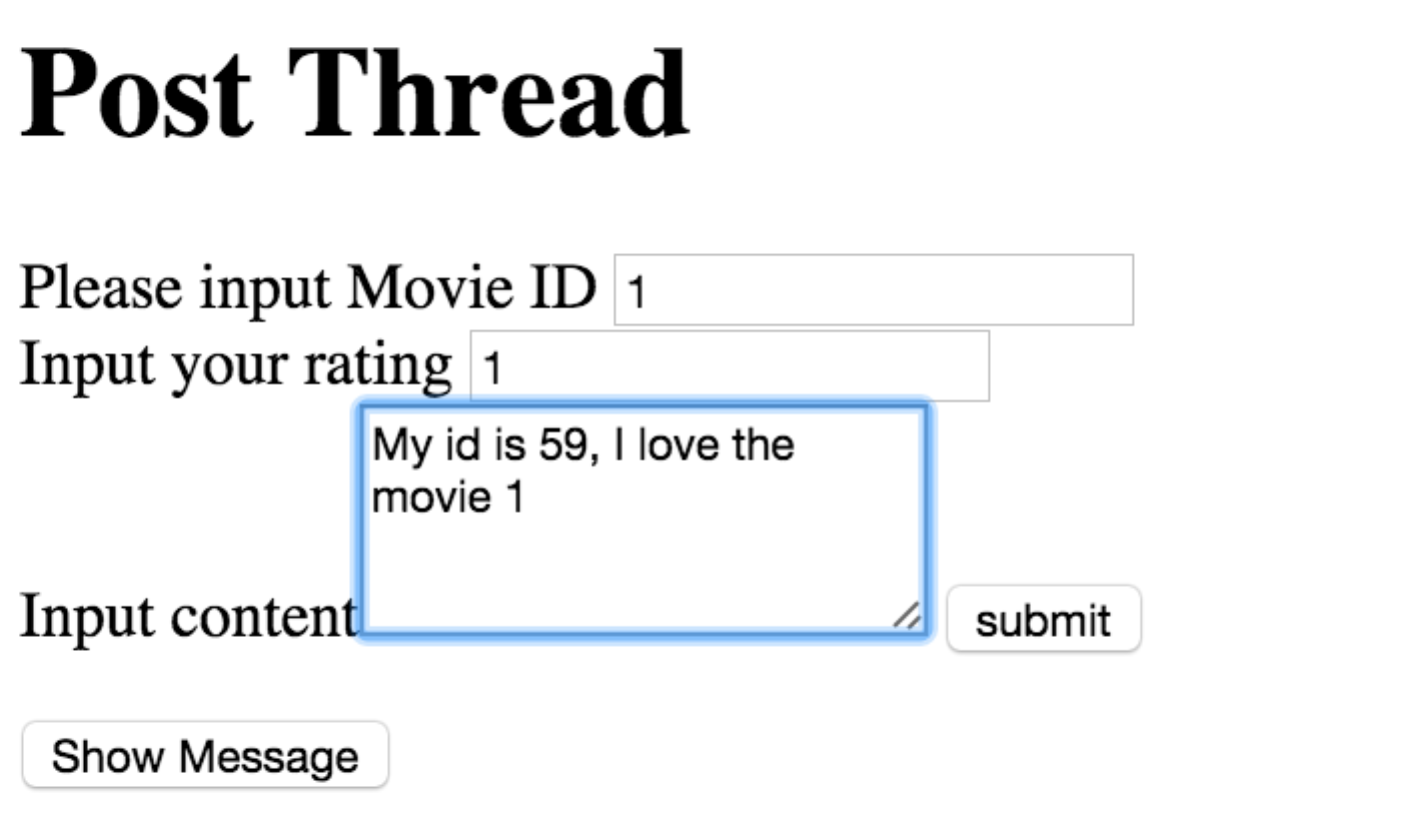 Post Thread
Please input Movie ID 1
Input your rating 1
My id is 59, I love the
movie 1
Input content submit
Show Message